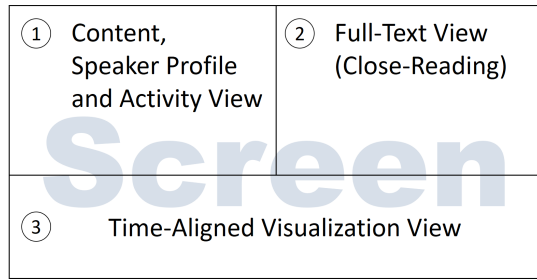 1 Content,
Speaker Profile
and Activity View
2 Full-Text View
(Close-Reading)
Screen
3 Time-Aligned Visualization View